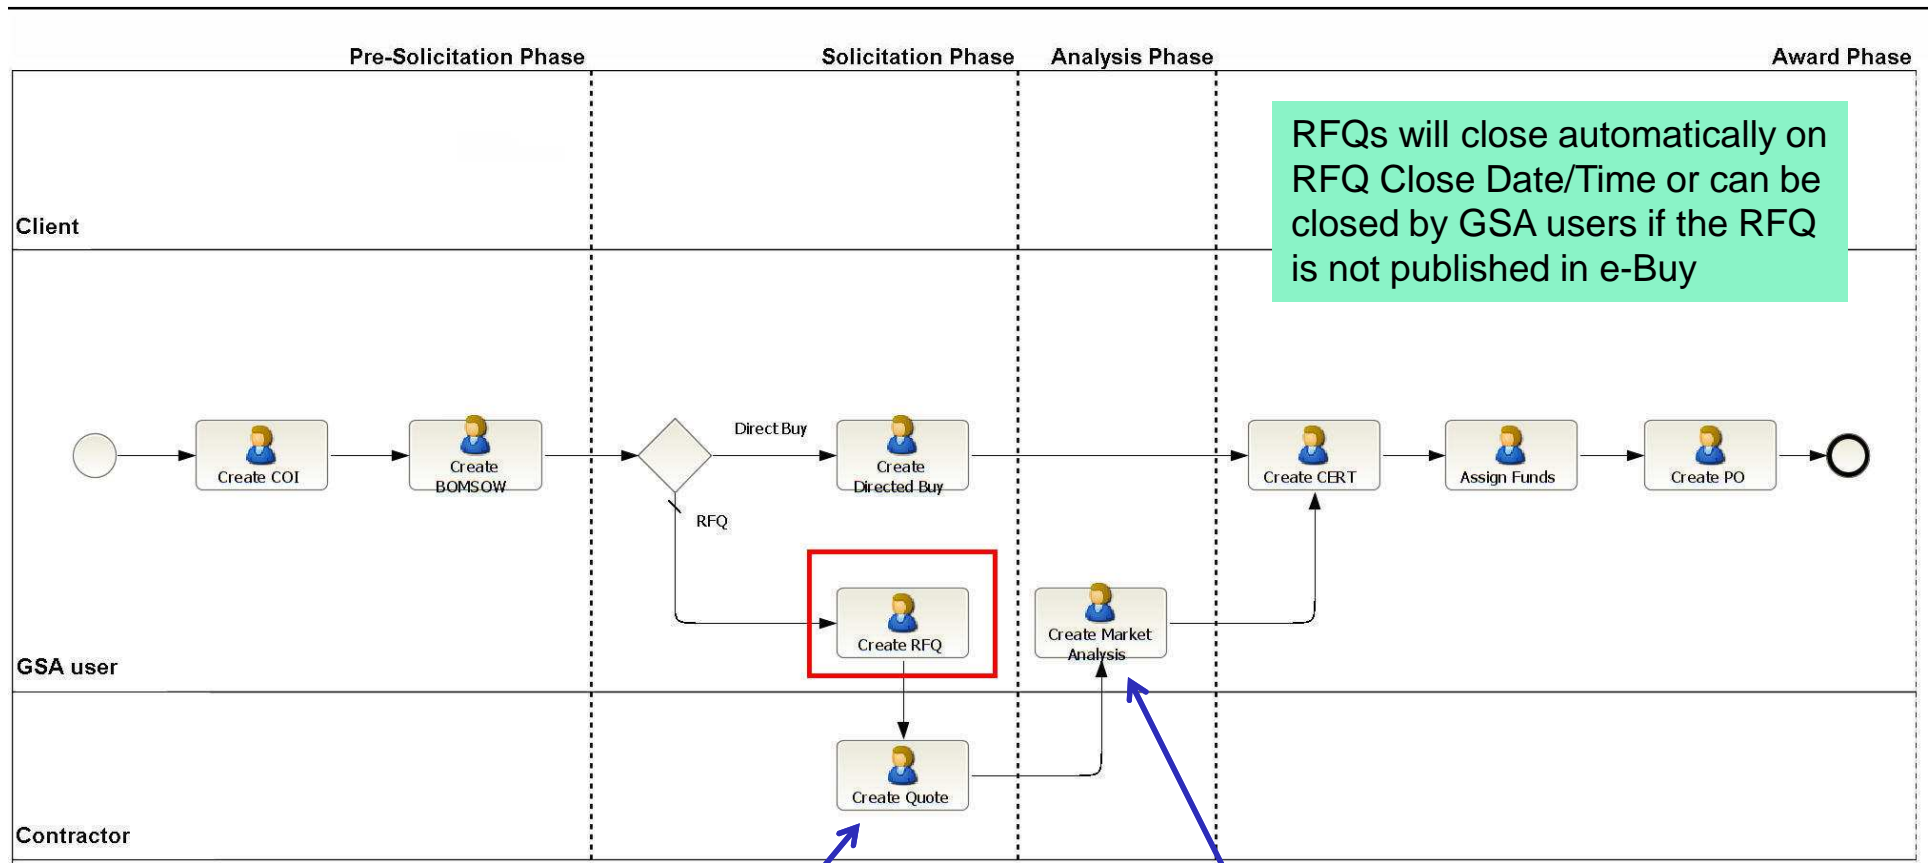 Pre-Solicitation Phase
Solicitation Phase
Analysis Phase
Award Phase
RFQs will close automatically on
RFQ Close Date/Time or can be
closed by GSA users if the RFQ
is not published in e-Buy
Client
Create COI
Create
BOMSOW
Direct Buy
RFQ
Create
Directed Buy
Create CERT
Assign Funds
Create PO
Create RFQ
Create Market
Analysis
GSA user
Create Quote
Contractor